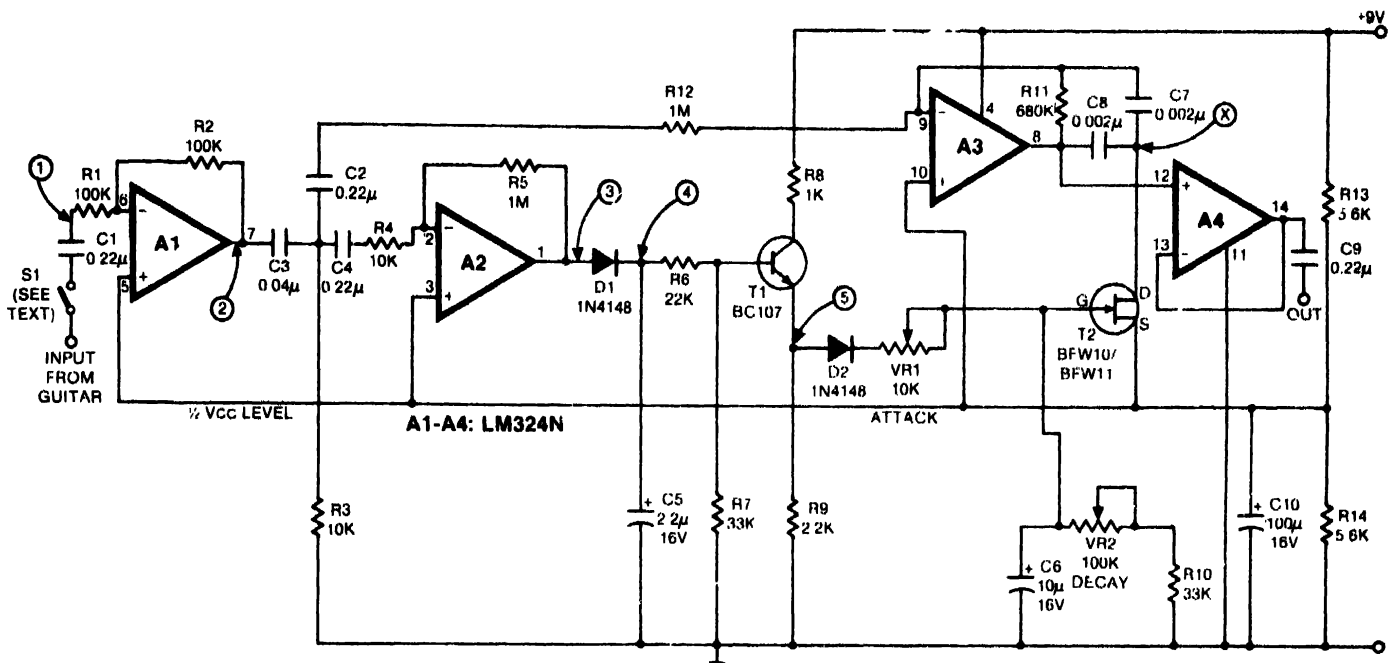 +9V
R12
1M
R11
680K
C8
0 002µ
C7
0 002µ
X
4
9
-
A3
8
10
+
R2
100K
1
R1
100K
6
-
A1
7
5
+
C1
0 22µ
S1
(SEE
TEXT)
INPUT
FROM
GUITAR
2
C2
0.22µ
C3
0 04µ
C4
0 22µ
R4
10K
R5
1M
2
-
A2
1
3
+
3
D1
1N4148
4
R6
22K
R8
1K
T1
BC107
5
D2
1N4148
VR1
10K
ATTACK
12
+
A4
14
13
-
11
C9
0 22µ
OUT
R13
5 6K
G
D
S
T2
BFW10/
BFW11
½ VCC LEVEL
A1-A4: LM324N
R3
10K
+
C5
2 2µ
16V
R7
33K
R9
2 2K
+
C6
10µ
16V
VR2
100K
DECAY
R10
33K
+
C10
100µ
16V
R14
5 6K